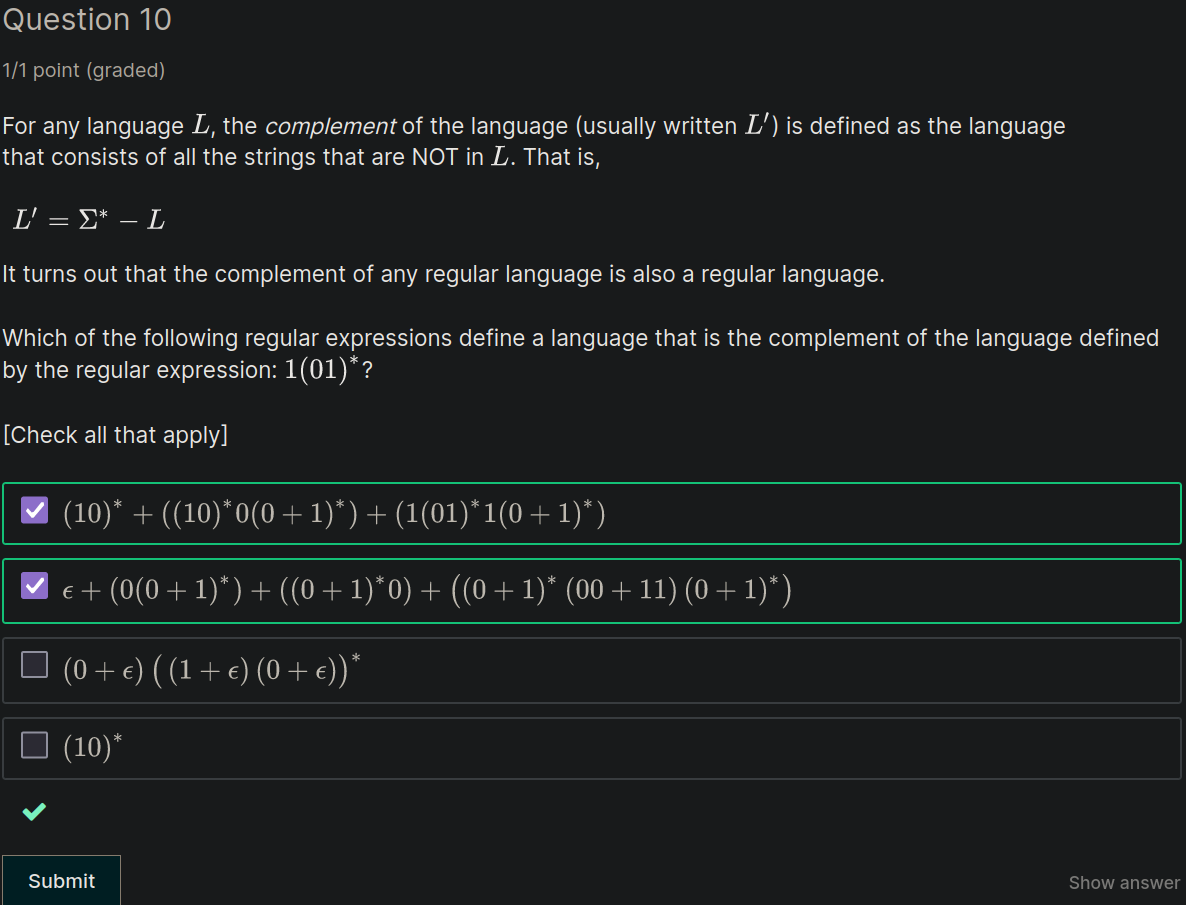 Question 10
1/1 point (graded)
For any language L, the complement of the language (usually written L′) is defined as the language
that consists of all the strings that are NOT in L. That is,
L′ = Σ* − L
It turns out that the complement of any regular language is also a regular language.
Which of the following regular expressions define a language that is the complement of the language defined
by the regular expression: 1(01)*?
[Check all that apply]
(10)* + ((10)*0(0 + 1)*) + (1(01)*1(0 + 1)*)
ϵ + (0(0 + 1)*) + ((0 + 1)*0) + ((0 + 1)* (00 + 11) (0 + 1)*)
(0 + ϵ) ((1 + ϵ) (0 + ϵ))*
(10)*
Submit
Show answer